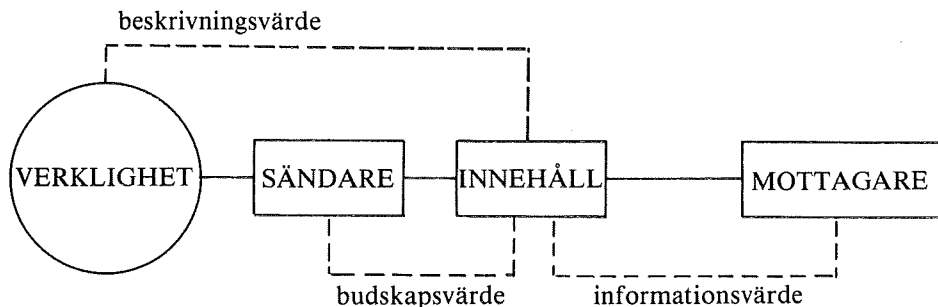 beskrivningsvärde
VERKLIGHET SÄNDARE INNEHÅLL MOTTAGARE
budskapsvärde informationsvärde